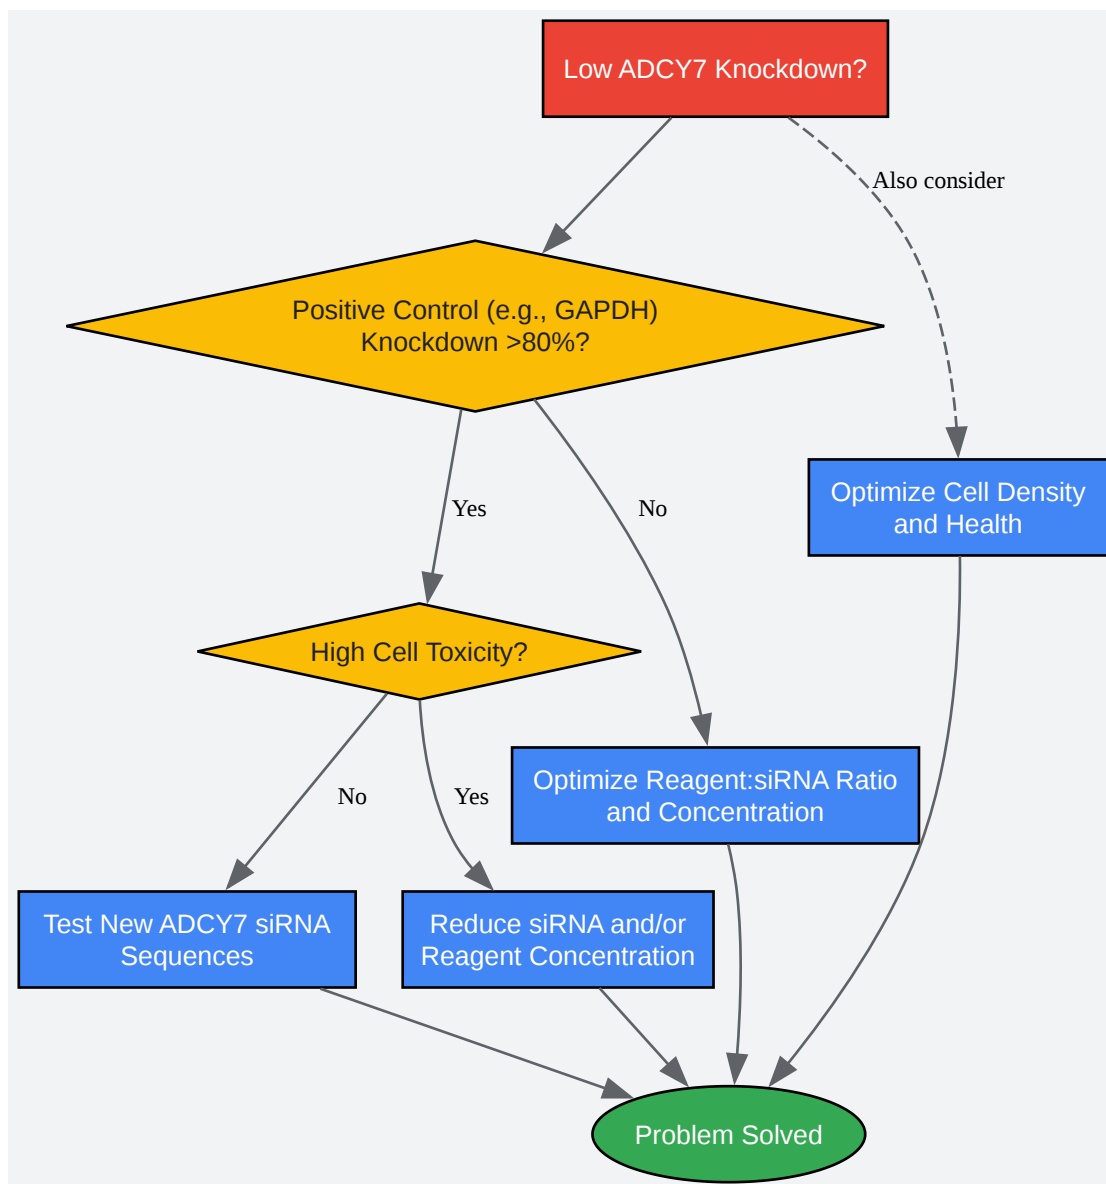 Low ADCY7 Knockdown?
Also consider
Positive Control (e.g., GAPDH)
Knockdown >80%?
Yes
No
Optimize Cell Density
and Health
High Cell Toxicity?
No
Yes
Optimize Reagent:siRNA Ratio
and Concentration
Test New ADCY7 siRNA
Sequences
Reduce siRNA and/or
Reagent Concentration
Problem Solved